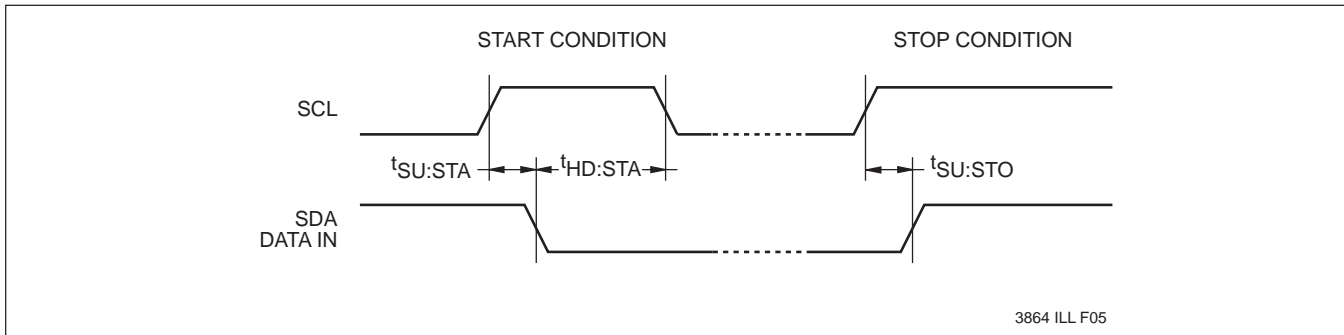 START CONDITION
STOP CONDITION
SCL
tSU:STA
tHD:STA
tSU:STO
SDA
DATA IN
3864 ILL F05